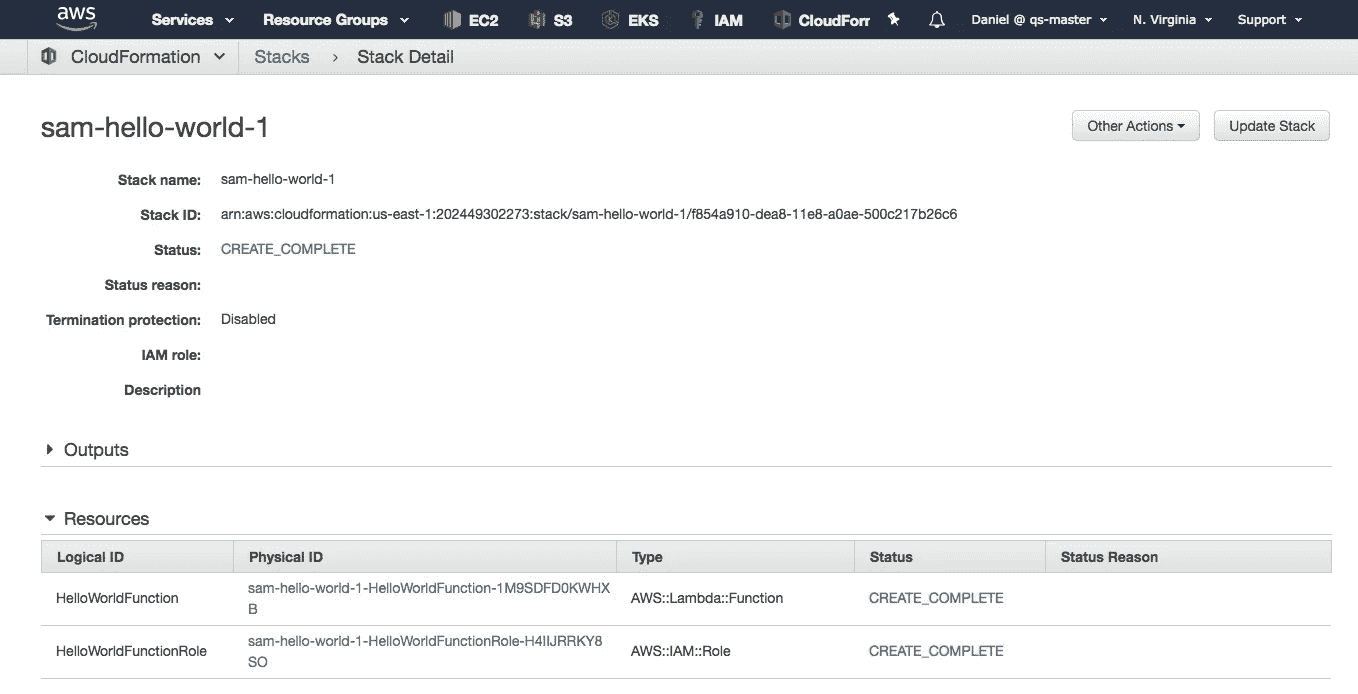 aws Services Resource Groups EC2 S3 EKS IAM CloudForr Daniel @ qs-master N. Virginia Support
CloudFormation Stacks › Stack Detail
sam-hello-world-1 Other Actions Update Stack
Stack name: sam-hello-world-1
Stack ID: arn:aws:cloudformation:us-east-1:202449302273:stack/sam-hello-world-1/f854a910-dea8-11e8-a0ae-500c217b26c6
Status: CREATE_COMPLETE
Status reason:
Termination protection: Disabled
IAM role:
Description
Outputs
Resources
Logical ID Physical ID Type Status Status Reason
HelloWorldFunction sam-hello-world-1-HelloWorldFunction-1M9SDFD0KWHX AWS::Lambda::Function CREATE_COMPLETE
B
HelloWorldFunctionRole sam-hello-world-1-HelloWorldFunctionRole-H4IIJRRKY8 AWS::IAM::Role CREATE_COMPLETE
SO